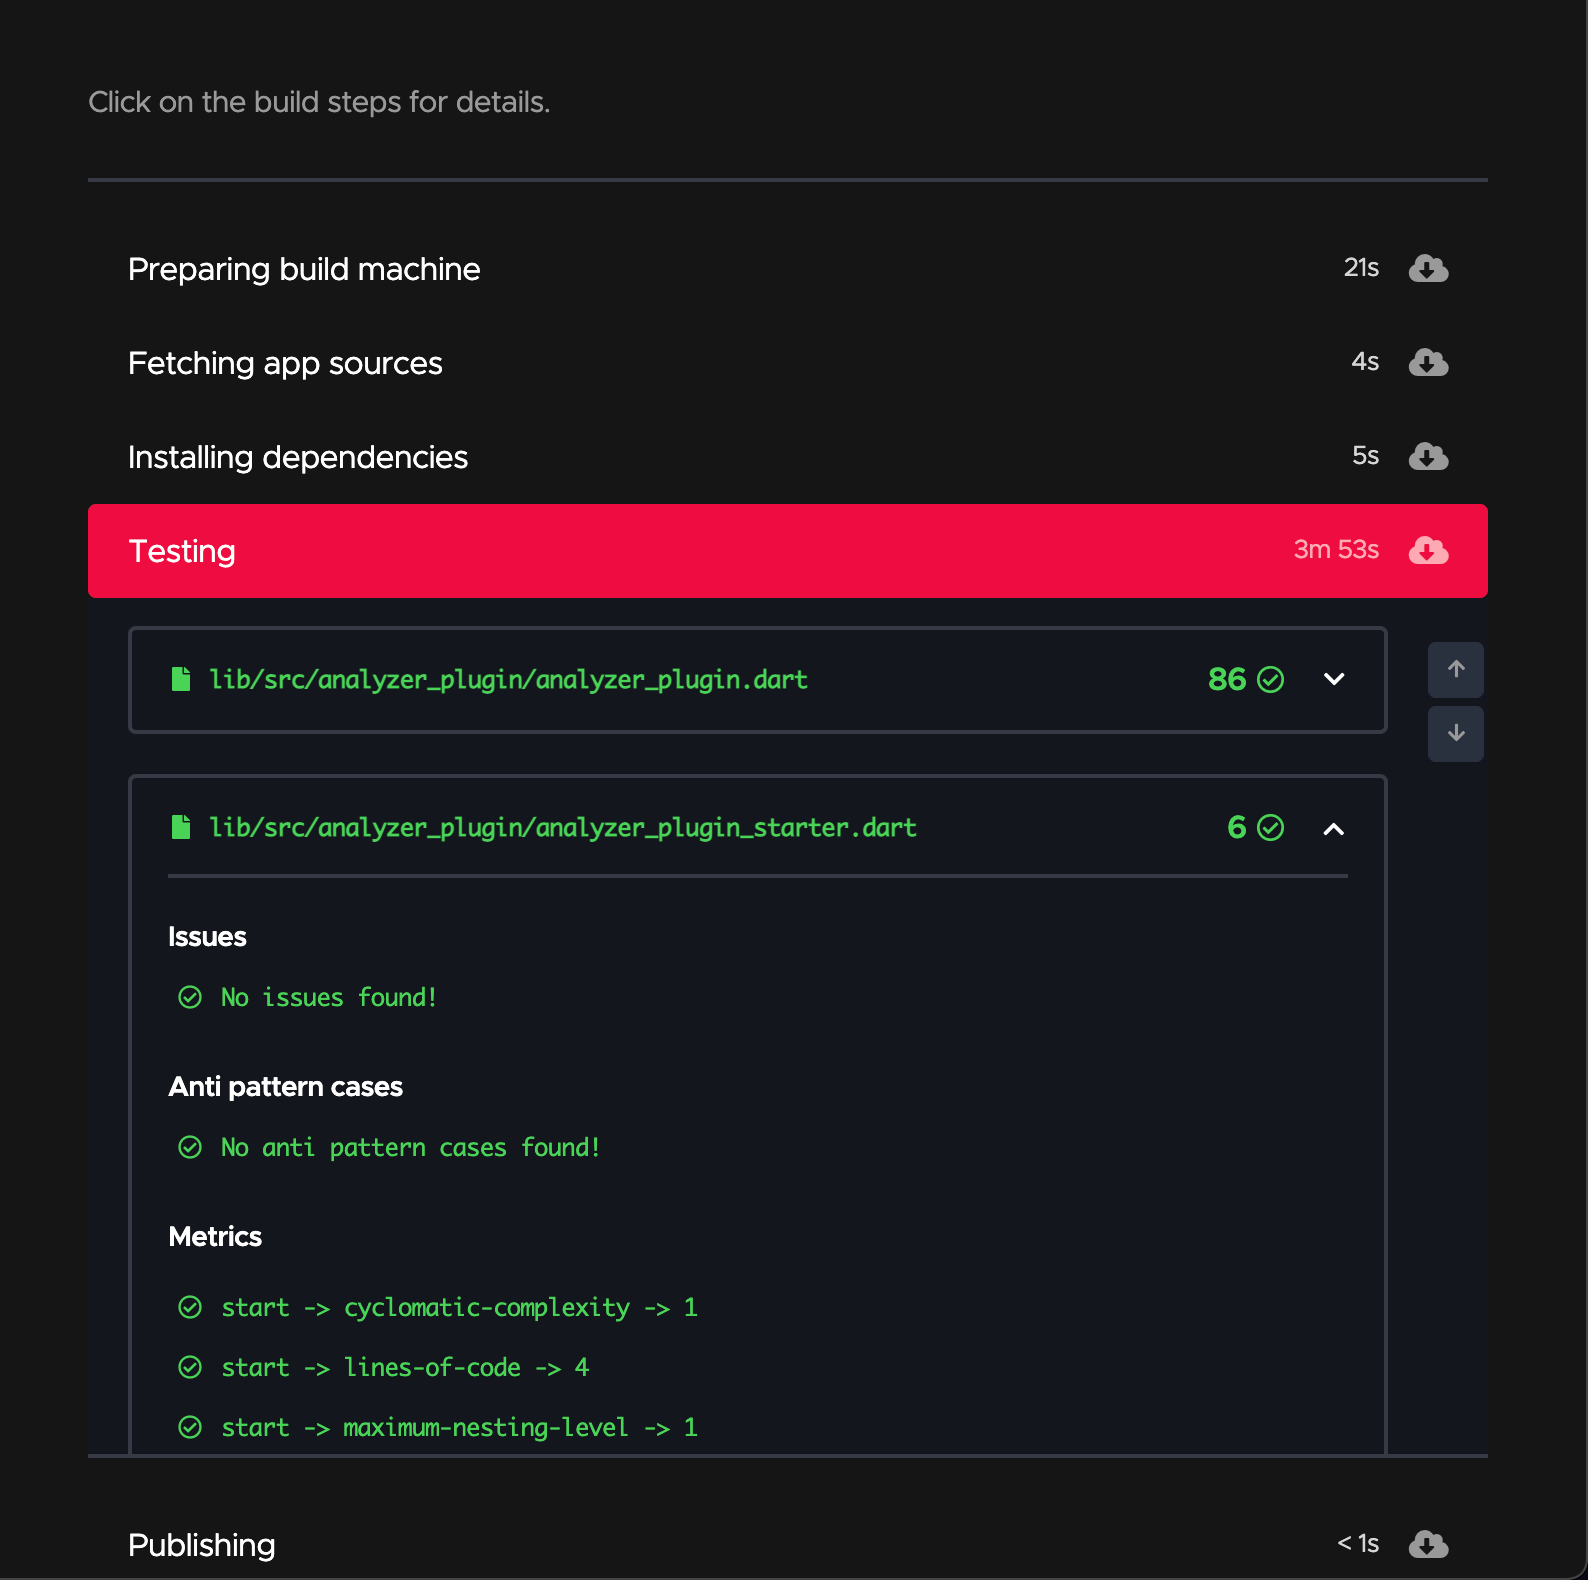 Click on the build steps for details.
Preparing build machine 21s
Fetching app sources 4s
Installing dependencies 5s
Testing 3m 53s
lib/src/analyzer_plugin/analyzer_plugin.dart 86
lib/src/analyzer_plugin/analyzer_plugin_starter.dart 6
Issues
No issues found!
Anti pattern cases
No anti pattern cases found!
Metrics
start -> cyclomatic-complexity -> 1
start -> lines-of-code -> 4
start -> maximum-nesting-level -> 1
Publishing < 1s